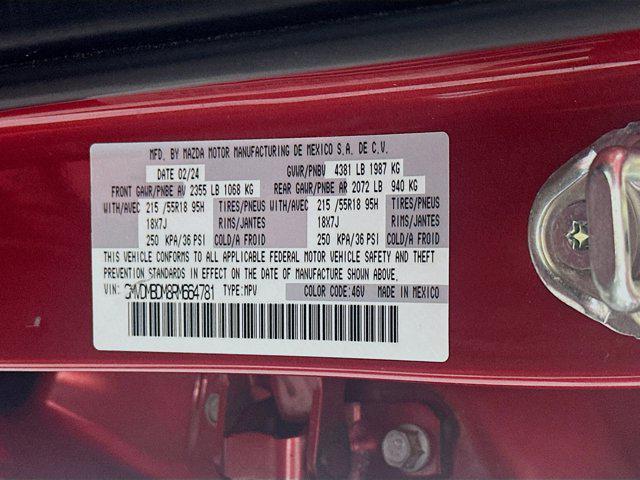 MFD. BY MAZDA MOTOR MANUFACTURING DE MEXICO S.A. DE C.V.
DATE 02/24 GVWR/PNBV 4381 LB 1987 KG
FRONT GAWR/PNBE AV 2355 LB 1068 KG REAR GAWR/PNBE AR 2072 LB 940 KG
WITH/AVEC 215 /55R18 95H TIRES/PNEUS WITH/AVEC 215 /55R18 95H TIRES/PNEUS
18X7J RIMS/JANTES 18X7J RIMS/JANTES
250 KPA/36 PSI COLD/A FROID 250 KPA/36 PSI COLD/A FROID
THIS VEHICLE CONFORMS TO ALL APPLICABLE FEDERAL MOTOR VEHICLE SAFETY AND THEFT
PREVENTION STANDARDS IN EFFECT ON THE DATE OF MANUFACTURE SHOWN ABOVE.
VIN: TYPE:MPV COLOR CODE:46V MADE IN MEXICO